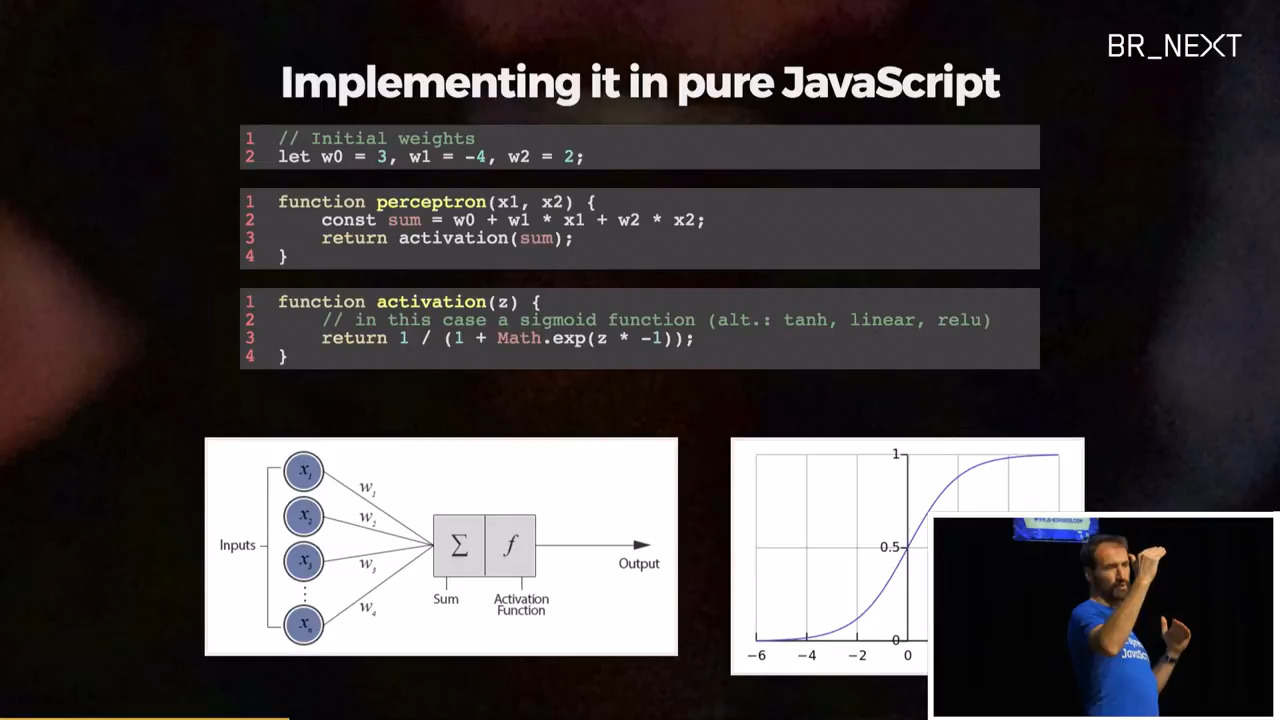 BR_NEXT
Implementing it in pure JavaScript
1 // Initial weights
2 let w0 = 3, w1 = -4, w2 = 2;
1 function perceptron(x1, x2) {
2 const sum = w0 + w1 * x1 + w2 * x2;
3 return activation(sum);
4 }
1 function activation(z) {
2 // in this case a sigmoid function (alt.: tanh, linear, relu)
3 return 1 / (1 + Math.exp(z * -1));
4 }
Inputs
x1
x2
x3
xn
w1
w2
w3
w4
Σ f
Sum
Activation
Function
Output
1
0.5
0
−6 −4 −2 0
JavaScr